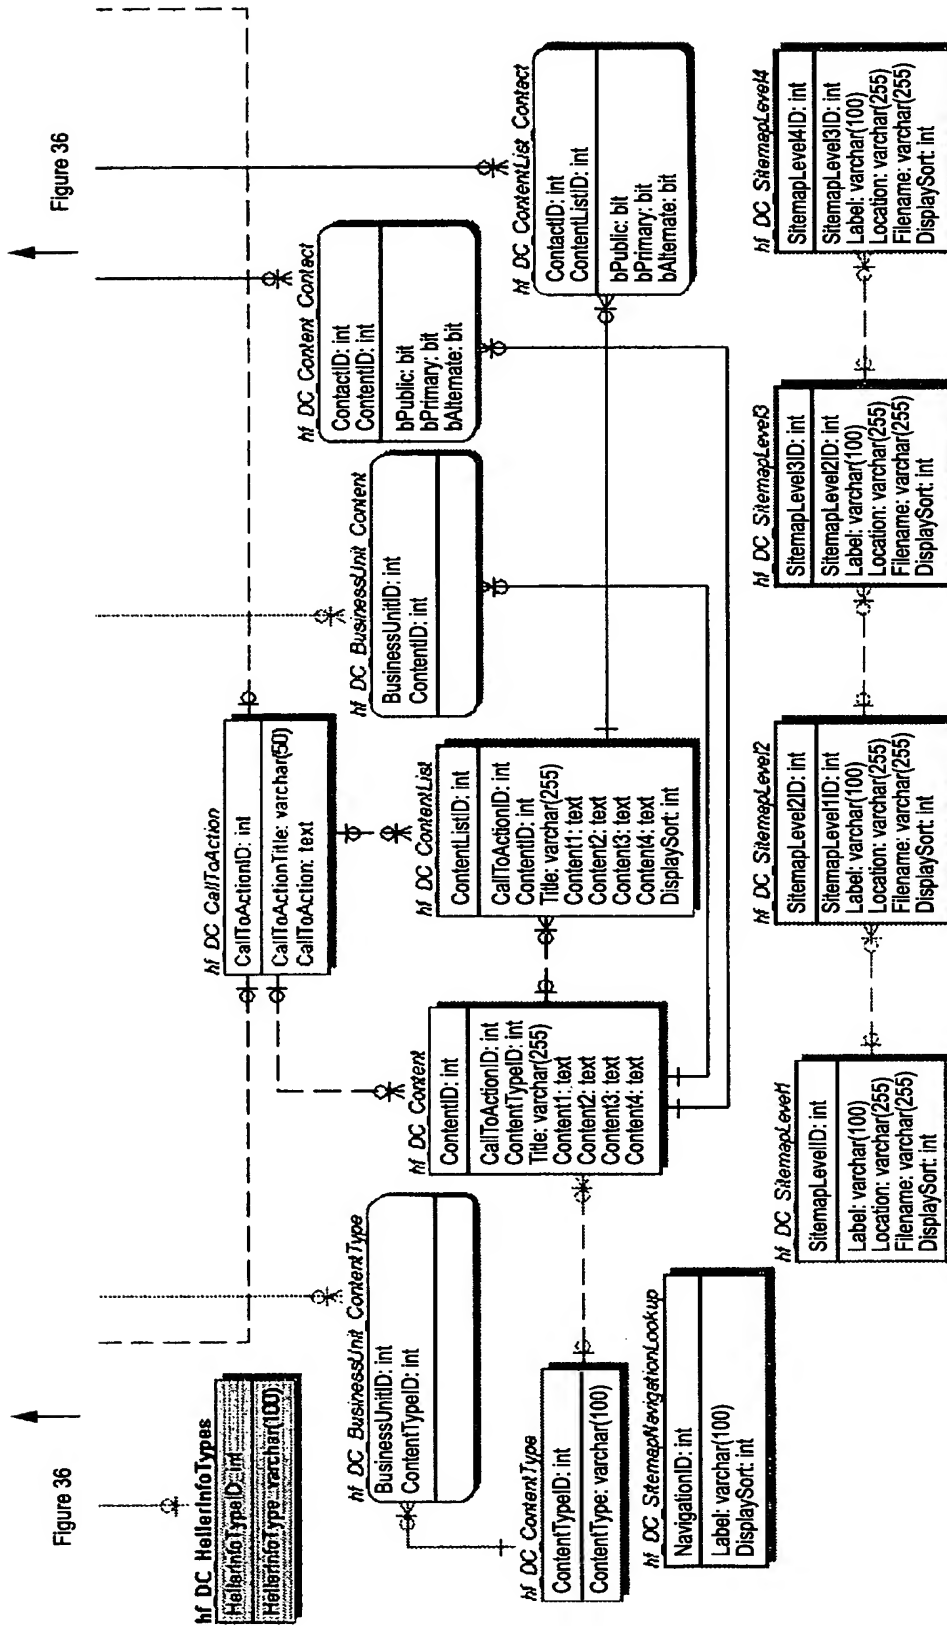 Figure 36
Figure 36
hf_DC_HellerInfoTypes
HellerInfoTypeID: int
HellerInfoType: varchar(100)
hf_DC_CallToAction
CallToActionID: int
CallToActionTitle: varchar(50)
CallToAction: text
hf_DC_Content_Contact
ContactID: int
ContentID: int
bPublic: bit
bPrimary: bit
bAlternate: bit
hf_DC_BusinessUnit_ContentType
BusinessUnitID: int
ContentTypeID: int
hf_DC_BusinessUnit_Content
BusinessUnitID: int
ContentID: int
hf_DC_Content
ContentID: int
CallToActionID: int
ContentTypeID: int
Title: varchar(255)
Content1: text
Content2: text
Content3: text
Content4: text
hf_DC_ContentList
ContentListID: int
CallToActionID: int
ContentID: int
Title: varchar(255)
Content1: text
Content2: text
Content3: text
Content4: text
DisplaySort: int
hf_DC_ContentList_Contact
ContactID: int
ContentListID: int
bPublic: bit
bPrimary: bit
bAlternate: bit
hf_DC_ContentType
ContentTypeID: int
ContentType: varchar(100)
hf_DC_SitemapNavigationLookup
NavigationID: int
Label: varchar(100)
DisplaySort: int
hf_DC_SitemapLevel1
SitemapLevelID: int
Label: varchar(100)
Location: varchar(255)
Filename: varchar(255)
DisplaySort: int
hf_DC_SitemapLevel2
SitemapLevel2ID: int
SitemapLevel1ID: int
Label: varchar(100)
Location: varchar(255)
Filename: varchar(255)
DisplaySort: int
hf_DC_SitemapLevel3
SitemapLevel3ID: int
SitemapLevel2ID: int
Label: varchar(100)
Location: varchar(255)
Filename: varchar(255)
DisplaySort: int
hf_DC_SitemapLevel4
SitemapLevel4ID: int
SitemapLevel3ID: int
Label: varchar(100)
Location: varchar(255)
Filename: varchar(255)
DisplaySort: int